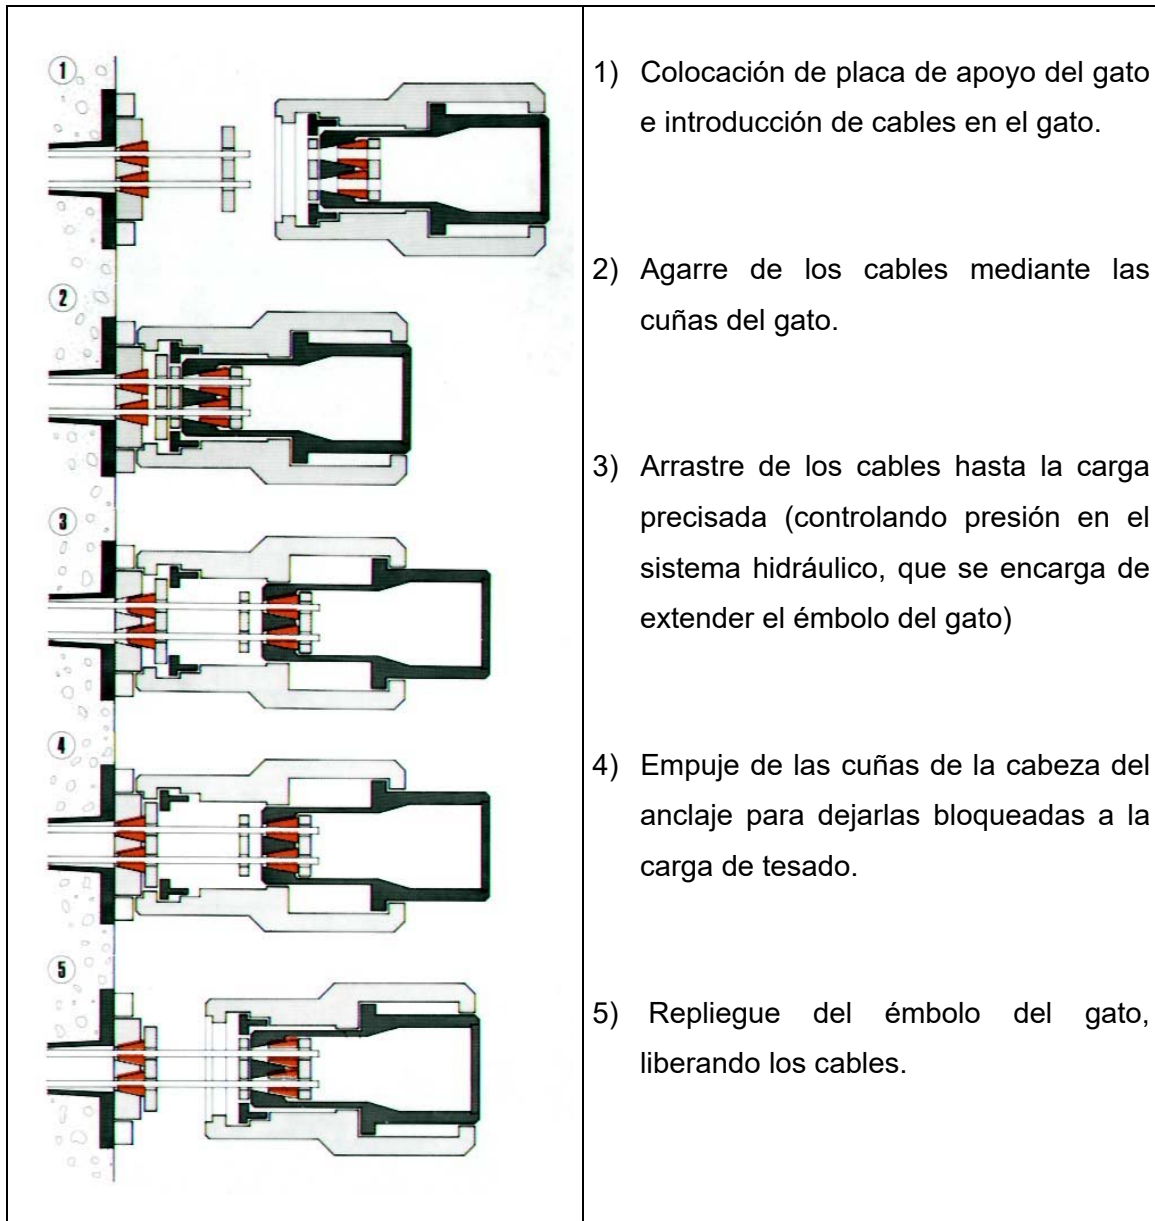 1
1) Colocación de placa de apoyo del gato
e introducción de cables en el gato.
2
2) Agarre de los cables mediante las
cuñas del gato.
3
3) Arrastre de los cables hasta la carga
precisada (controlando presión en el
sistema hidráulico, que se encarga de
extender el émbolo del gato)
4
4) Empuje de las cuñas de la cabeza del
anclaje para dejarlas bloqueadas a la
carga de tesado.
5
5) Repliegue del émbolo del gato,
liberando los cables.